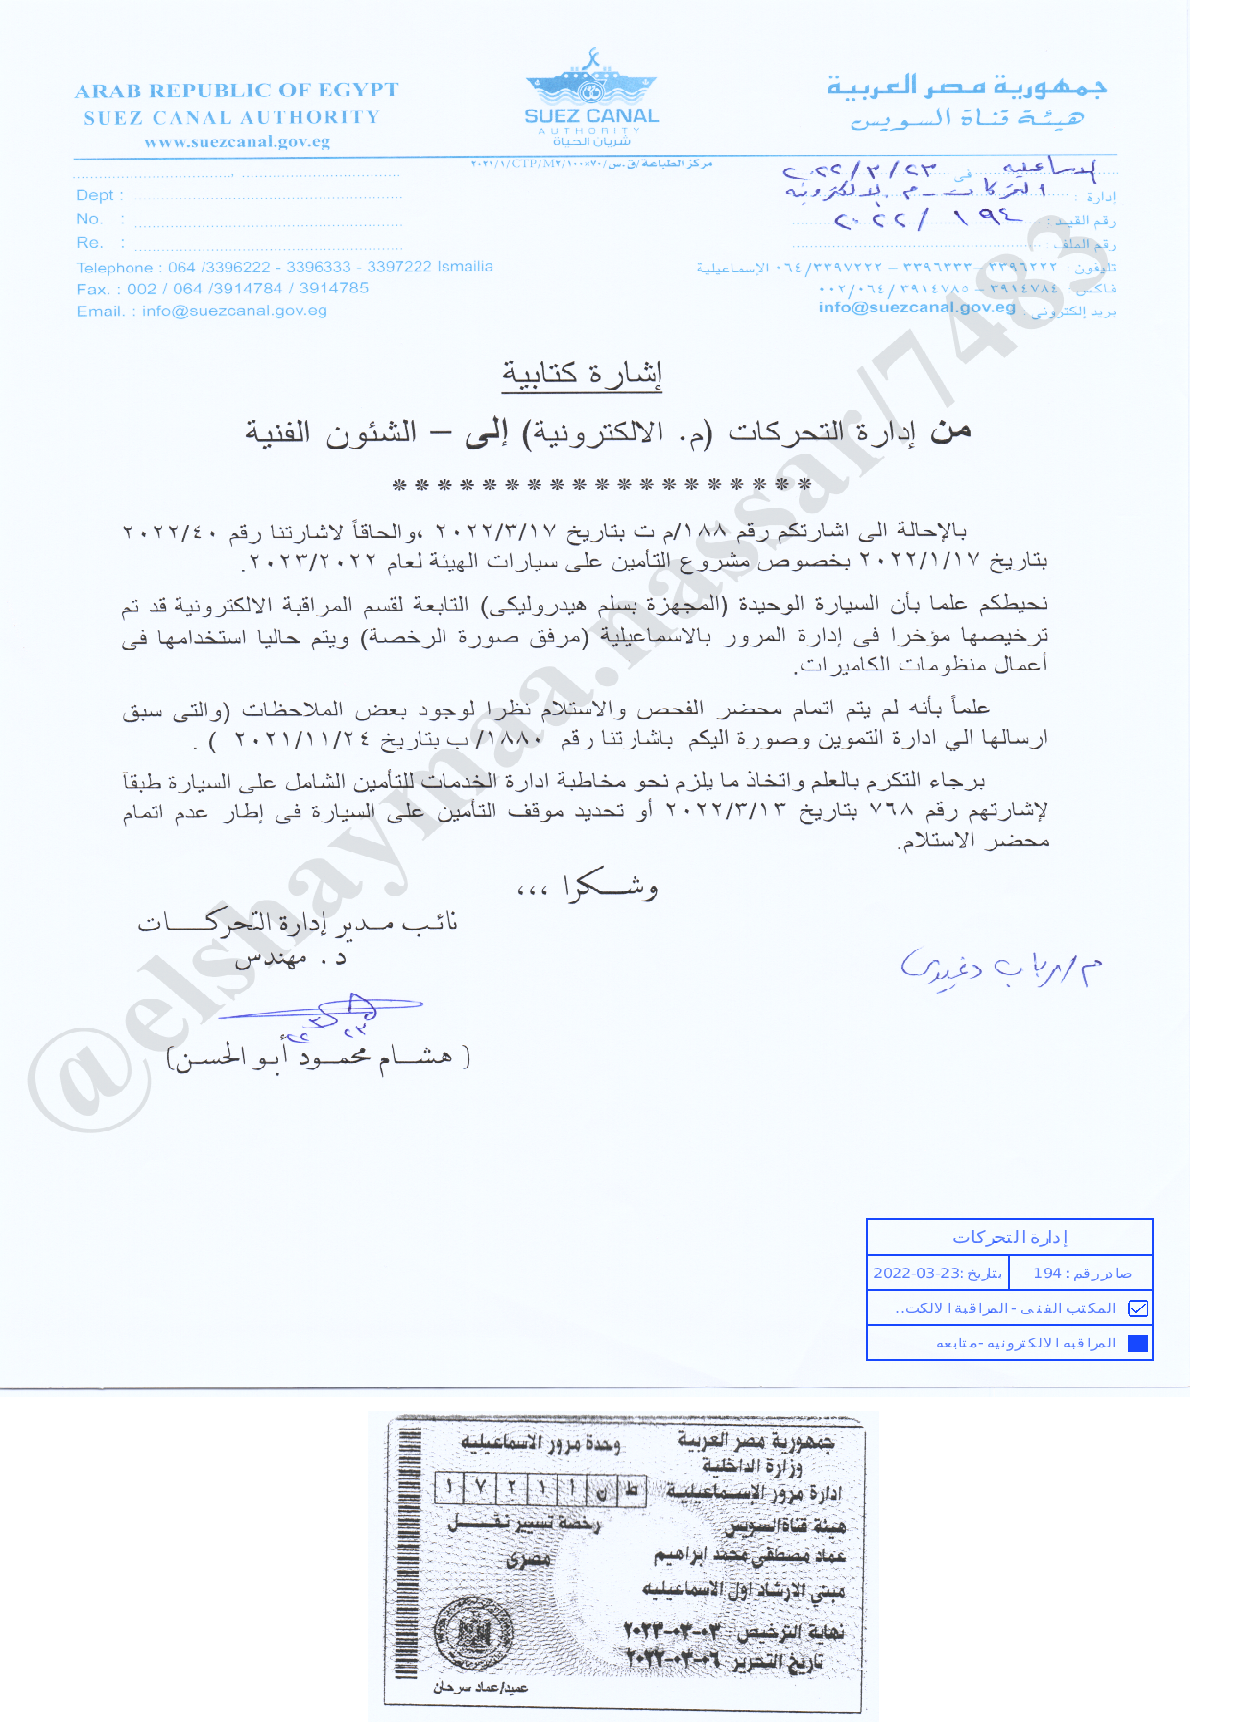 ARAB REPUBLIC OF EGYPT
SUEZ CANAL AUTHORITY
www.suezcanal.gov.eg
SUEZ CANAL
AUTHORITY
شريان الحياة
جمهورية مصر العربية
هيئة قناة السويس
مركز الطباعة/ق.س/٧٠×١٠٠/CTP/M٢/١/٢٠٢١
Dept :
No. :
Re. :
Telephone : 064 /3396222 - 3396333 - 3397222 Ismailia
Fax. : 002 / 064 /3914784 / 3914785
Email. : info@suezcanal.gov.eg
الاسماعيلية فى ٢٠٢٢/٣/٢٣
إدارة : التحركات - م. الالكترونية
رقم القيد : ١٩٤ / ٢٠٢٢
رقم الملف :
تليفون : ٣٣٩٦٢٢٢ – ٣٣٩٦٣٣٣ – ٠٦٤/٣٣٩٧٢٢٢ الإسماعيلية
فاكس : ٣٩١٤٧٨٤ – ٠٠٢/٠٦٤/٣٩١٤٧٨٥
بريد إلكترونى : info@suezcanal.gov.eg
إشارة كتابية
من إدارة التحركات (م. الالكترونية) إلى – الشئون الفنية
* * * * * * * * * * * * * * * * * * *
بالإحالة الى اشارتكم رقم ١٨٨/م ت بتاريخ ٢٠٢٢/٣/١٧ ،والحاقاً لاشارتنا رقم ٢٠٢٢/٤٠
بتاريخ ٢٠٢٢/١/١٧ بخصوص مشروع التأمين على سيارات الهيئة لعام ٢٠٢٣/٢٠٢٢.
نحيطكم علما بأن السيارة الوحيدة (المجهزة بسلم هيدروليكى) التابعة لقسم المراقبة الالكترونية قد تم
ترخيصها مؤخرا فى إدارة المرور بالاسماعيلية (مرفق صورة الرخصة) ويتم حاليا استخدامها فى
أعمال منظومات الكاميرات.
علماً بأنه لم يتم اتمام محضر الفحص والاستلام نظرا لوجود بعض الملاحظات (والتى سبق
ارسالها الي ادارة التموين وصورة اليكم باشارتنا رقم ١٨٨٠/ ب بتاريخ ٢٠٢١/١١/٢٤ ) .
برجاء التكرم بالعلم واتخاذ ما يلزم نحو مخاطبة ادارة الخدمات للتأمين الشامل على السيارة طبقاً
لإشارتهم رقم ٧٦٨ بتاريخ ٢٠٢٢/٣/١٣ أو تحديد موقف التأمين على السيارة فى إطار عدم اتمام
محضر الاستلام.
وشكرا ،،،
نائب مدير إدارة التحركات
د . مهندس
م/رباب دغيدى
٢٣ ٣ ٢٢
( هشام محمود أبو الحسن)
@elshaymaa.nassar/7483
إدارة التحركات
صادر رقم : 194 بتاريخ :23-03-2022
المكتب الفنى - المراقبة الالكت..
المراقبه الالكترونيه-متابعه
جمهورية مصر العربية وحدة مرور الاسماعيليه
وزارة الداخلية
ادارة مرور الإسماعيلية ط ن ١ ١ ٢ ٧ ١
هيئة قناة السويس رخصة تسيير نقل
عماد مصطفى محمد ابراهيم مصرى
مبني الارشاد اول الاسماعيليه
نهاية الترخيص ٠٣-٠٣-٢٠٢٣
تاريخ التحرير ٠٦-٠٣-٢٠٢٢
عميد/عماد سرحان